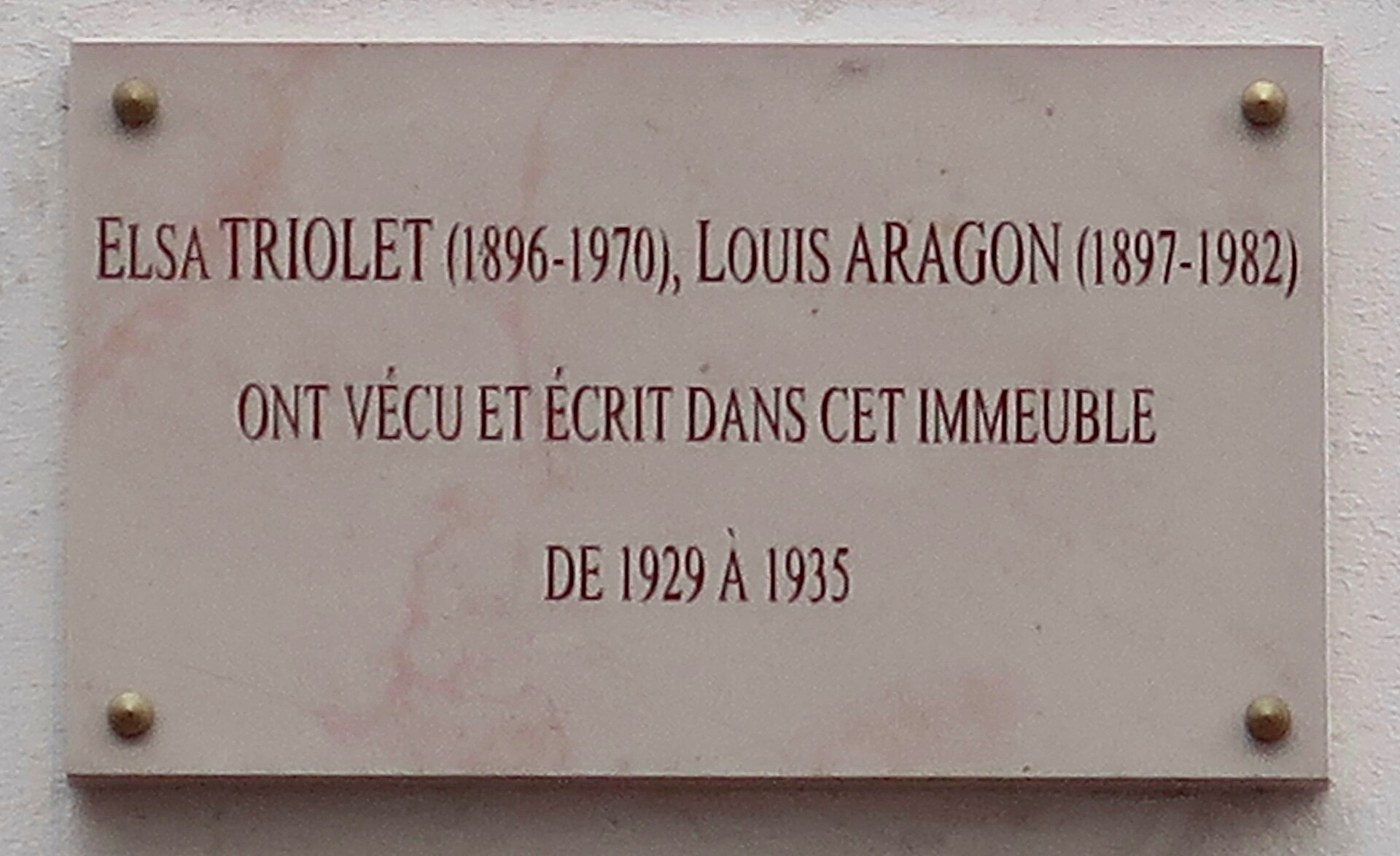 ELSA TRIOLET (1896-1970), LOUIS ARAGON (1897-1982)
ONT VÉCU ET ÉCRIT DANS CET IMMEUBLE
DE 1929 À 1935